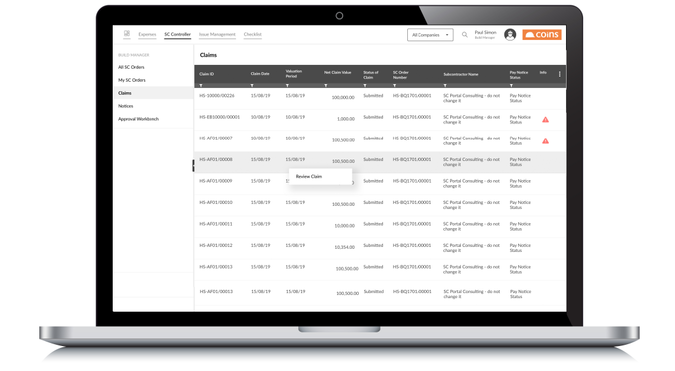 Expenses SC Controller Issue Management Checklist
All Companies
Paul Simon
Build Manager
COINS
BUILD MANAGER
All SC Orders
My SC Orders
Claims
Notices
Approval Workbench
Claims
Claim ID Claim Date Valuation Period Net Claim Value Status of Claim SC Order Number Subcontractor Name Pay Notice Status Info
HS-10000/00226 15/08/19 15/08/19 100,000.00 Submitted HS-BQ1701/00001 SC Portal Consulting - do not change it Pay Notice Status
HS-EB10000/00001 10/08/19 10/08/19 1,000.00 Submitted HS-BQ1701/00001 SC Portal Consulting - do not change it Pay Notice Status
HS-AF01/00007 10/08/19 10/08/19 100,500.00 Submitted HS-BQ1701/00001 SC Portal Consulting - do not change it Pay Notice Status
HS-AF01/00008 15/08/19 15/08/19 100,500.00 Submitted HS-BQ1701/00001 SC Portal Consulting - do not change it Pay Notice Status
Review Claim
HS-AF01/00009 15/08/19 Submitted HS-BQ1701/00001 SC Portal Consulting - do not change it Pay Notice Status
HS-AF01/00010 15/08/19 15/08/19 100,500.00 Submitted HS-BQ1701/00001 SC Portal Consulting - do not change it Pay Notice Status
HS-AF01/00011 15/08/19 15/08/19 10,000.00 Submitted HS-BQ1701/00001 SC Portal Consulting - do not change it Pay Notice Status
HS-AF01/00012 15/08/19 15/08/19 10,354.00 Submitted HS-BQ1701/00001 SC Portal Consulting - do not change it Pay Notice Status
HS-AF01/00013 15/08/19 15/08/19 100,500.00 Submitted HS-BQ1701/00001 SC Portal Consulting - do not change it Pay Notice Status
HS-AF01/00013 15/08/19 15/08/19 100,500.00 Submitted HS-BQ1701/00001 SC Portal Consulting - do not change it Pay Notice Status